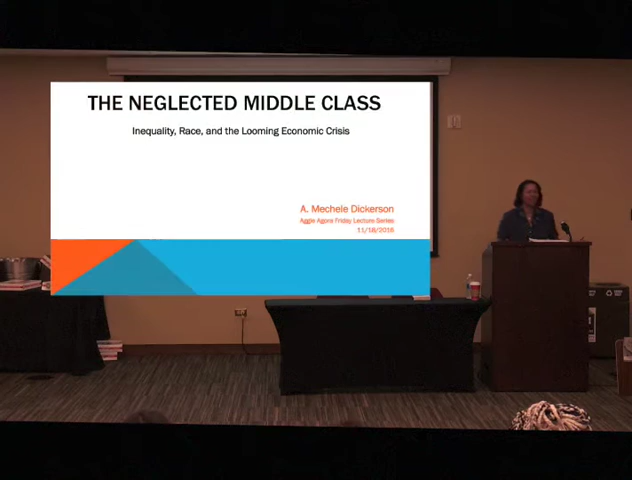 THE NEGLECTED MIDDLE CLASS
Inequality, Race, and the Looming Economic Crisis
A. Mechele Dickerson
Aggie Agora Friday Lecture Series
11/18/2016